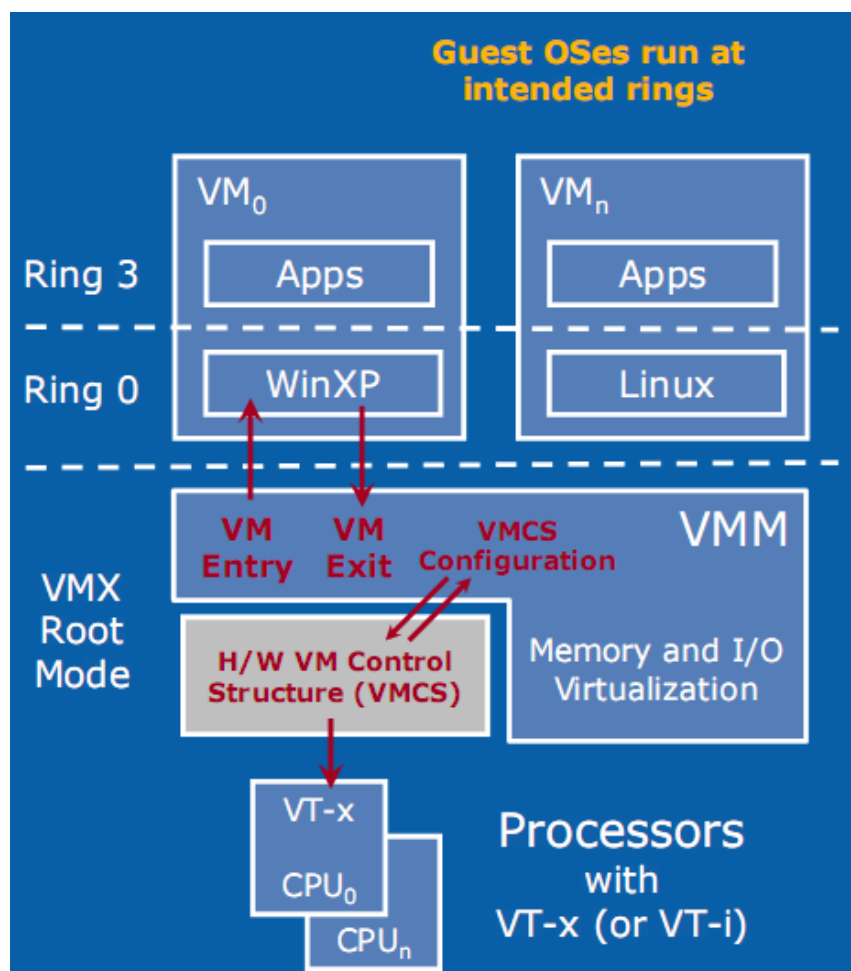 Guest OSes run at
intended rings
VM₀
VMₙ
Ring 3
Apps
Apps
Ring 0
WinXP
Linux
VM
Entry
VM
Exit
VMCS
Configuration
VMM
VMX
Root
Mode
H/W VM Control
Structure (VMCS)
Memory and I/O
Virtualization
VT-x
CPU₀
CPUₙ
Processors
with
VT-x (or VT-i)